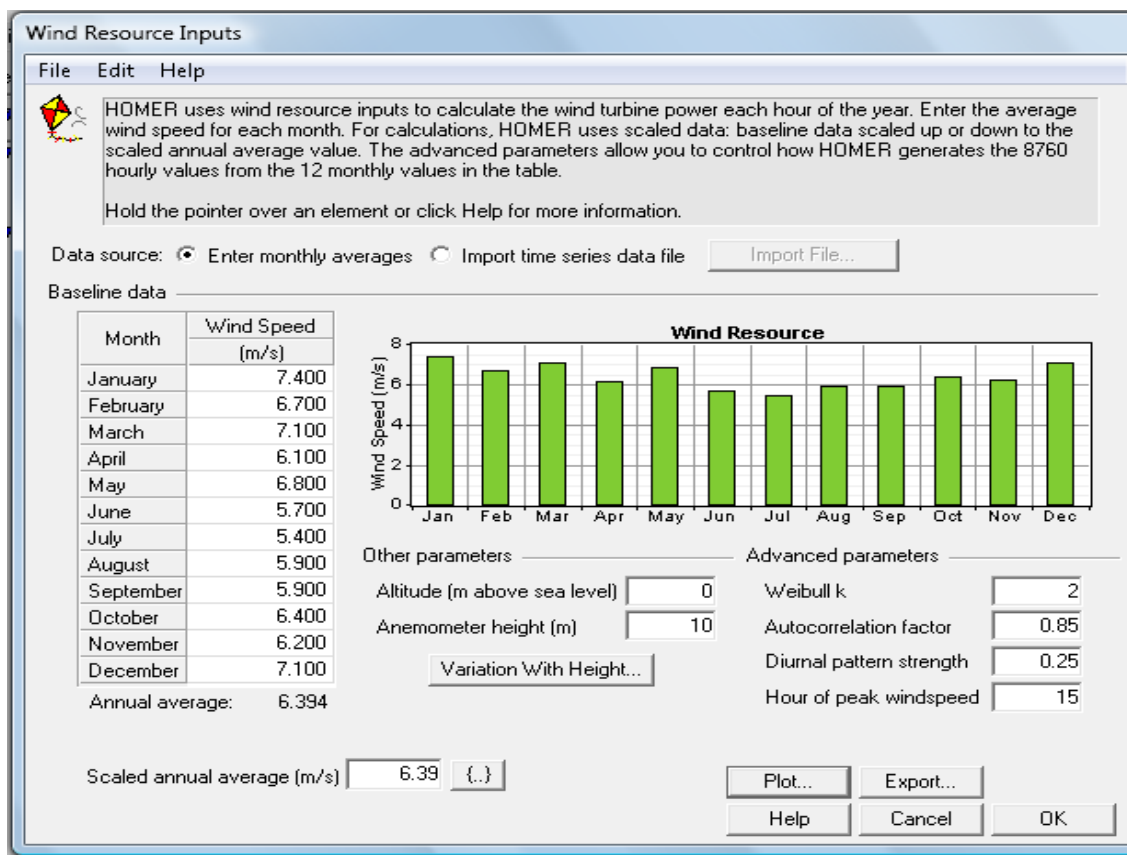 Wind Resource Inputs
File Edit Help
HOMER uses wind resource inputs to calculate the wind turbine power each hour of the year. Enter the average
wind speed for each month. For calculations, HOMER uses scaled data: baseline data scaled up or down to the
scaled annual average value. The advanced parameters allow you to control how HOMER generates the 8760
hourly values from the 12 monthly values in the table.
Hold the pointer over an element or click Help for more information.
Data source: Enter monthly averages Import time series data file Import File...
Baseline data
Month Wind Speed
(m/s)
January 7.400
February 6.700
March 7.100
April 6.100
May 6.800
June 5.700
July 5.400
August 5.900
September 5.900
October 6.400
November 6.200
December 7.100
Annual average: 6.394
Wind Resource
Wind Speed (m/s)
8
6
4
2
0
Jan Feb Mar Apr May Jun Jul Aug Sep Oct Nov Dec
Other parameters
Altitude (m above sea level) 0
Anemometer height (m) 10
Variation With Height...
Advanced parameters
Weibull k 2
Autocorrelation factor 0.85
Diurnal pattern strength 0.25
Hour of peak windspeed 15
Scaled annual average (m/s) 6.39 {..}
Plot... Export...
Help Cancel OK